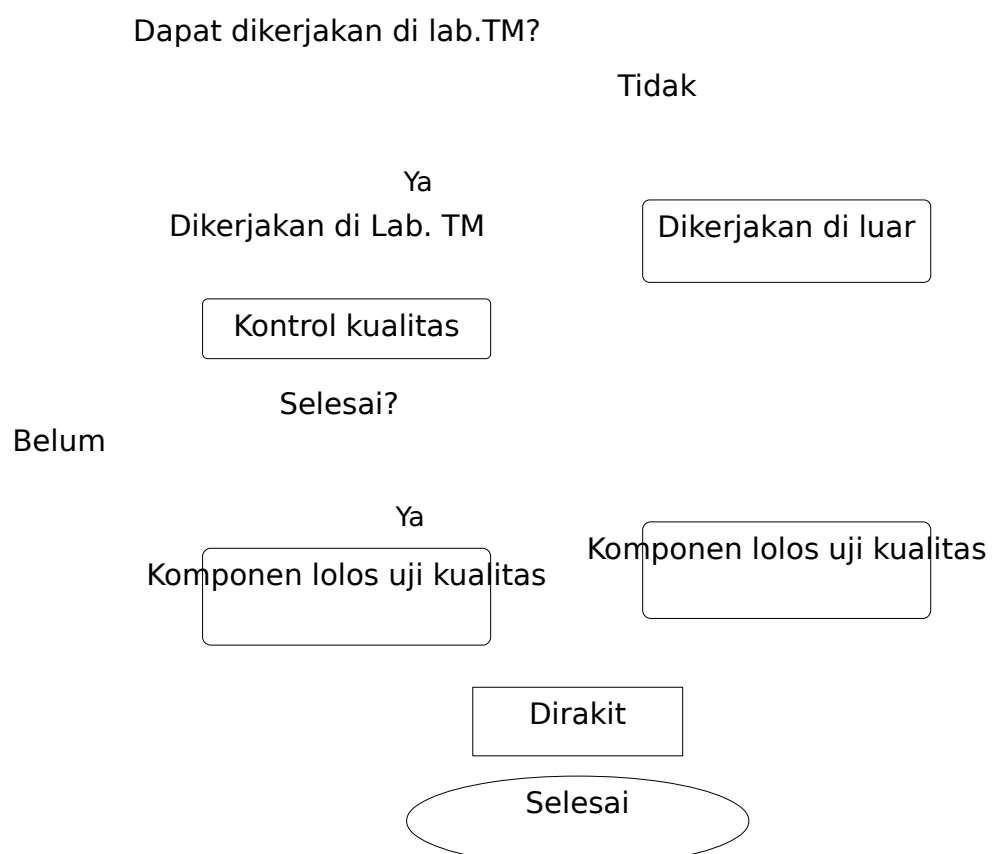 Dapat dikerjakan di lab.TM?
Tidak
Ya
Dikerjakan di Lab. TM
Dikerjakan di luar
Kontrol kualitas
Selesai?
Belum
Ya
Komponen lolos uji kualitas
Komponen lolos uji kualitas
Dirakit
Selesai